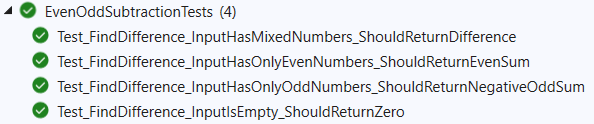 EvenOddSubtractionTests (4)
Test_FindDifference_InputHasMixedNumbers_ShouldReturnDifference
Test_FindDifference_InputHasOnlyEvenNumbers_ShouldReturnEvenSum
Test_FindDifference_InputHasOnlyOddNumbers_ShouldReturnNegativeOddSum
Test_FindDifference_InputIsEmpty_ShouldReturnZero